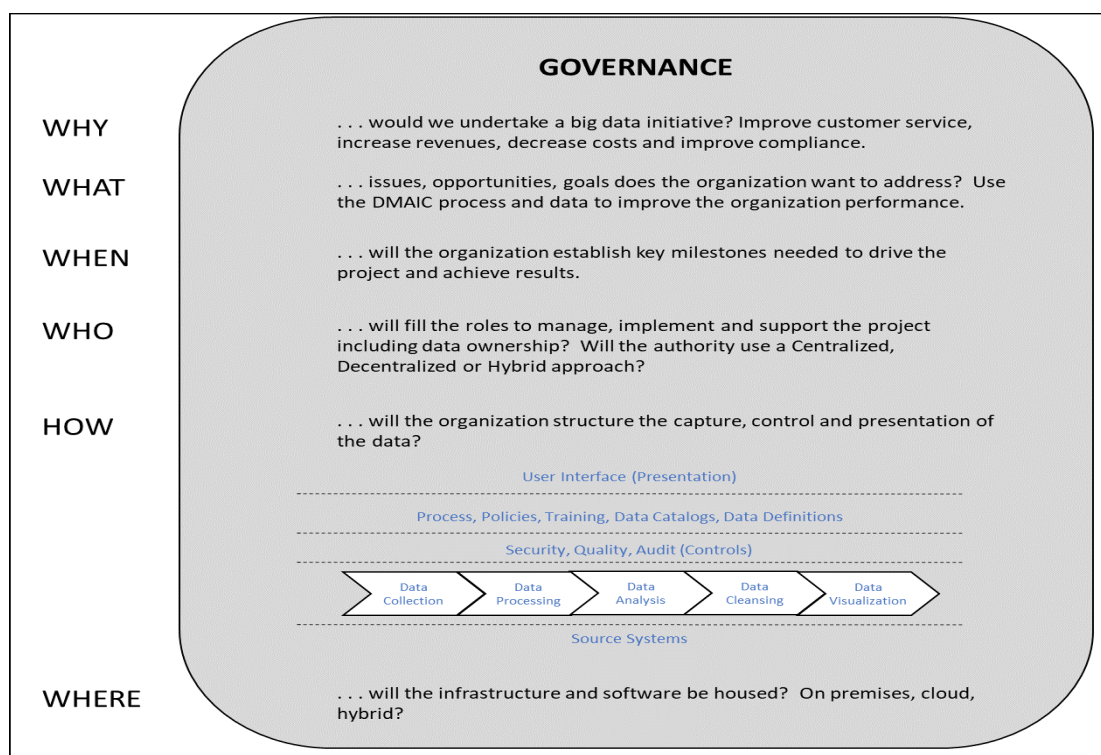 GOVERNANCE
WHY
. . . would we undertake a big data initiative? Improve customer service,
increase revenues, decrease costs and improve compliance.
WHAT
. . . issues, opportunities, goals does the organization want to address? Use
the DMAIC process and data to improve the organization performance.
WHEN
. . . will the organization establish key milestones needed to drive the
project and achieve results.
WHO
. . . will fill the roles to manage, implement and support the project
including data ownership? Will the authority use a Centralized,
Decentralized or Hybrid approach?
HOW
. . . will the organization structure the capture, control and presentation of
the data?
User Interface (Presentation)
Process, Policies, Training, Data Catalogs, Data Definitions
Security, Quality, Audit (Controls)
Data
Collection
Data
Processing
Data
Analysis
Data
Cleansing
Data
Visualization
Source Systems
WHERE
. . . will the infrastructure and software be housed? On premises, cloud,
hybrid?